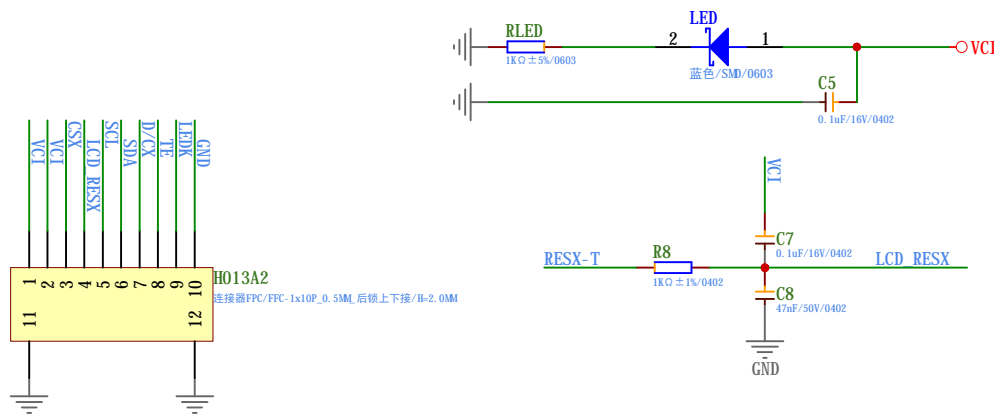 LED
RLED
2
1
VCI
1KΩ±5%/0603
蓝色/SMD/0603
C5
0.1uF/16V/0402
VCI
VCI
CSX
LCD_RESX
SCL
SDA
D/CX
TE
LEDK
GND
1
2
3
4
5
6
7
8
9
10
11
12
H013A2
连接器FPC/FFC-1x10P_0.5MM_后锁上下接/H=2.0MM
VCI
C7
0.1uF/16V/0402
RESX-T
R8
1KΩ±1%/0402
LCD_RESX
C8
47nF/50V/0402
GND